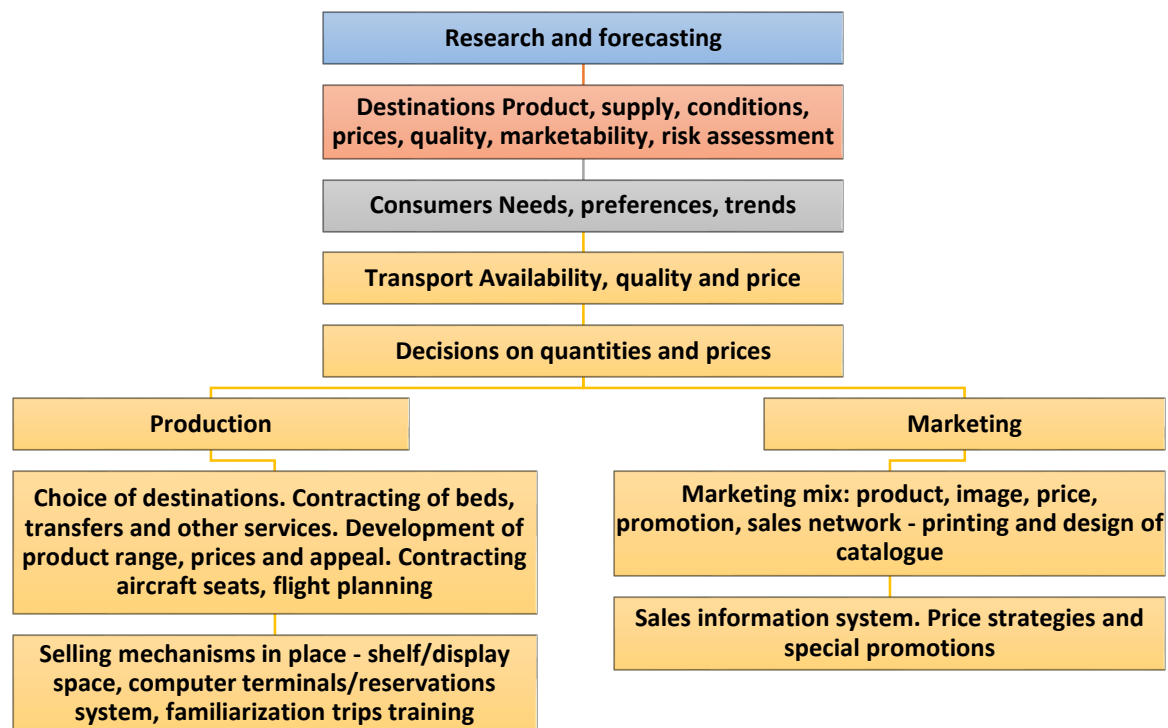 Research and forecasting
Destinations Product, supply, conditions,
prices, quality, marketability, risk assessment
Consumers Needs, preferences, trends
Transport Availability, quality and price
Decisions on quantities and prices
Production
Choice of destinations. Contracting of beds,
transfers and other services. Development of
product range, prices and appeal. Contracting
aircraft seats, flight planning
Selling mechanisms in place - shelf/display
space, computer terminals/reservations
system, familiarization trips training
Marketing
Marketing mix: product, image, price,
promotion, sales network - printing and design of
catalogue
Sales information system. Price strategies and
special promotions